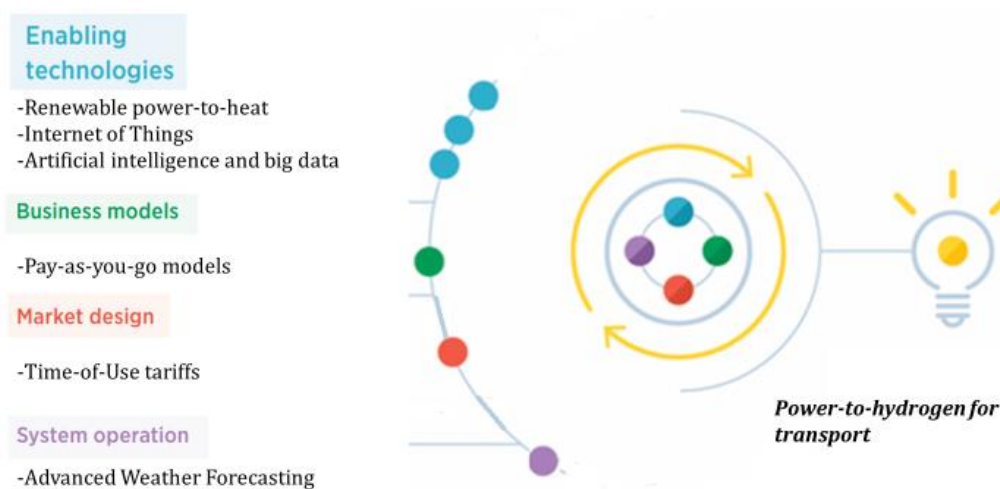 Enabling
technologies
-Renewable power-to-heat
-Internet of Things
-Artificial intelligence and big data
Business models
-Pay-as-you-go models
Market design
-Time-of-Use tariffs
System operation
-Advanced Weather Forecasting
Power-to-hydrogen for
transport